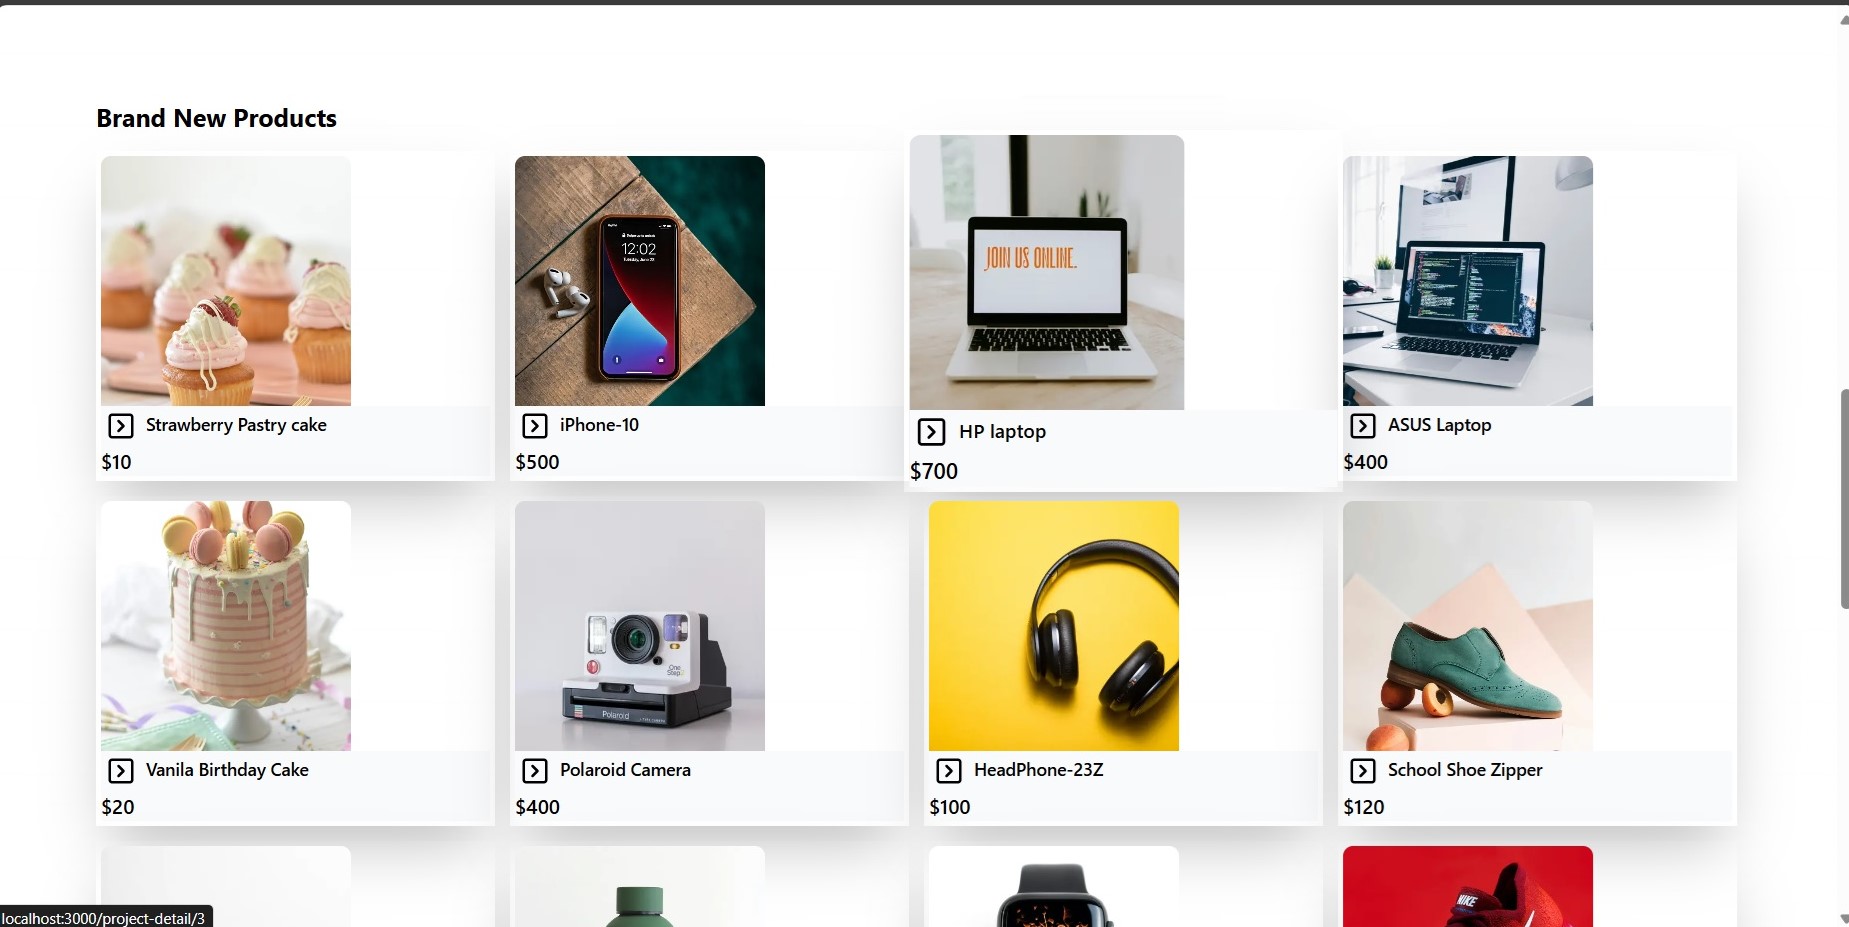 Brand New Products
12:02
JOIN US ONLINE.
Strawberry Pastry cake
$10
iPhone-10
$500
HP laptop
$700
ASUS Laptop
$400
One
Step
Polaroid
Vanila Birthday Cake
$20
Polaroid Camera
$400
HeadPhone-23Z
$100
School Shoe Zipper
$120
NIKE
localhost:3000/project-detail/3